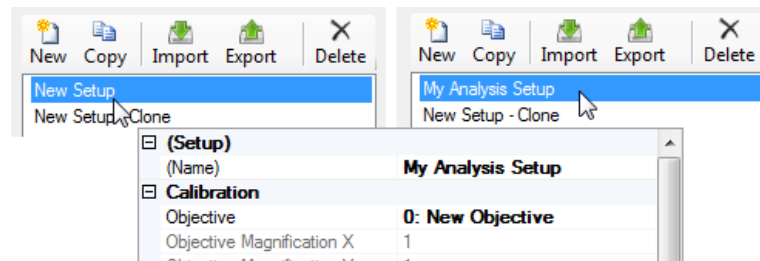 New Copy Import Export Delete
New Setup
New Setup - Clone
New Copy Import Export Delete
My Analysis Setup
New Setup - Clone
(Setup)
(Name) My Analysis Setup
Calibration
Objective 0: New Objective
Objective Magnification X 1